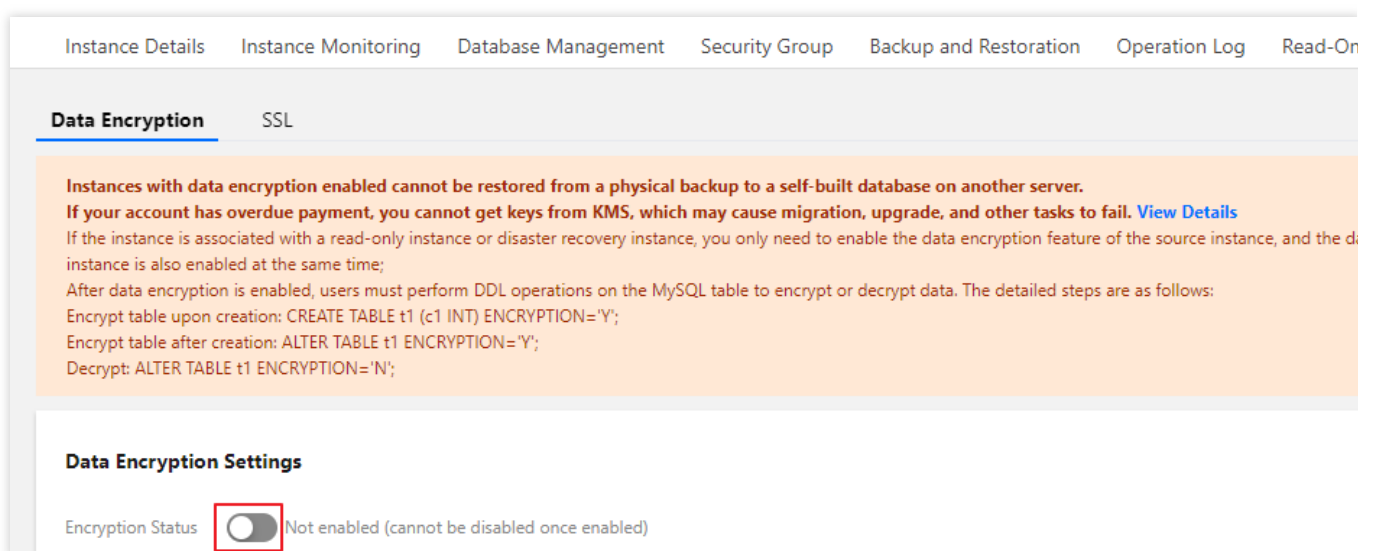 Instance Details Instance Monitoring Database Management Security Group Backup and Restoration Operation Log Read-On
Data Encryption SSL
Instances with data encryption enabled cannot be restored from a physical backup to a self-built database on another server.
If your account has overdue payment, you cannot get keys from KMS, which may cause migration, upgrade, and other tasks to fail. View Details
If the instance is associated with a read-only instance or disaster recovery instance, you only need to enable the data encryption feature of the source instance, and the da
instance is also enabled at the same time;
After data encryption is enabled, users must perform DDL operations on the MySQL table to encrypt or decrypt data. The detailed steps are as follows:
Encrypt table upon creation: CREATE TABLE t1 (c1 INT) ENCRYPTION='Y';
Encrypt table after creation: ALTER TABLE t1 ENCRYPTION='Y';
Decrypt: ALTER TABLE t1 ENCRYPTION='N';
Data Encryption Settings
Encryption Status Not enabled (cannot be disabled once enabled)